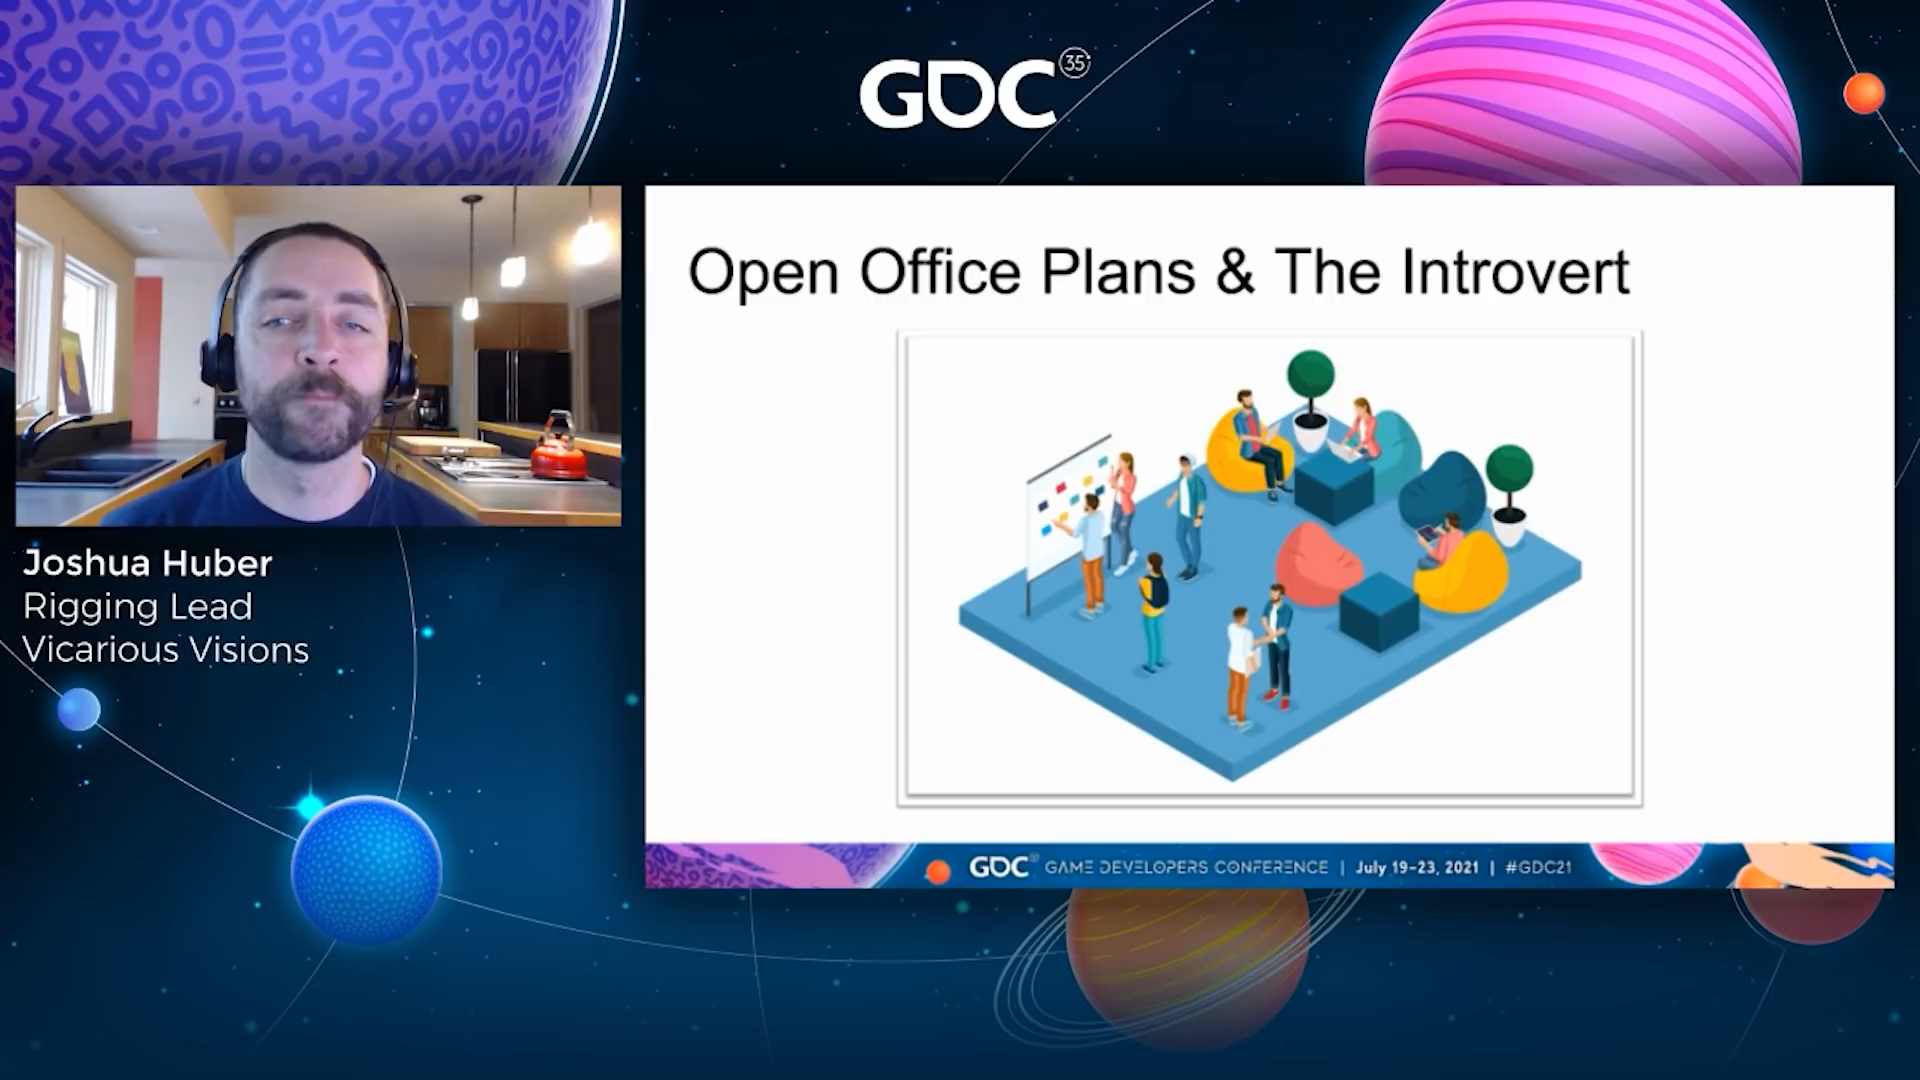 GDC 35
Open Office Plans & The Introvert
Joshua Huber
Rigging Lead
Vicarious Visions
GDC GAME DEVELOPERS CONFERENCE | July 19-23, 2021 | #GDC21